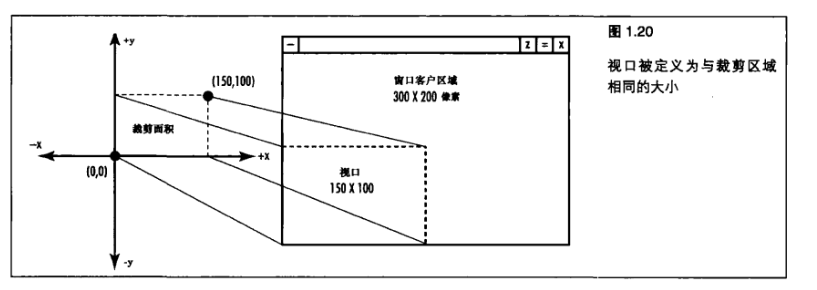 +y
(150,100)
裁剪面积
-X
+X
(0,0)
-y
Z = X
窗口客户区域
300 X 200 像素
视口
150 X 100
图 1.20
视口被定义为与裁剪区域
相同的大小